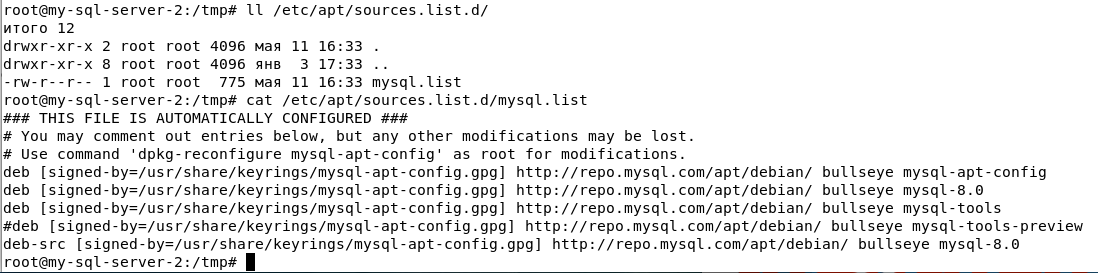 root@my-sql-server-2:/tmp# ll /etc/apt/sources.list.d/
итого 12
drwxr-xr-x 2 root root 4096 мая 11 16:33 .
drwxr-xr-x 8 root root 4096 янв  3 17:33 ..
-rw-r--r-- 1 root root  775 мая 11 16:33 mysql.list
root@my-sql-server-2:/tmp# cat /etc/apt/sources.list.d/mysql.list
### THIS FILE IS AUTOMATICALLY CONFIGURED ###
# You may comment out entries below, but any other modifications may be lost.
# Use command 'dpkg-reconfigure mysql-apt-config' as root for modifications.
deb [signed-by=/usr/share/keyrings/mysql-apt-config.gpg] http://repo.mysql.com/apt/debian/ bullseye mysql-apt-config
deb [signed-by=/usr/share/keyrings/mysql-apt-config.gpg] http://repo.mysql.com/apt/debian/ bullseye mysql-8.0
deb [signed-by=/usr/share/keyrings/mysql-apt-config.gpg] http://repo.mysql.com/apt/debian/ bullseye mysql-tools
#deb [signed-by=/usr/share/keyrings/mysql-apt-config.gpg] http://repo.mysql.com/apt/debian/ bullseye mysql-tools-preview
deb-src [signed-by=/usr/share/keyrings/mysql-apt-config.gpg] http://repo.mysql.com/apt/debian/ bullseye mysql-8.0
root@my-sql-server-2:/tmp#